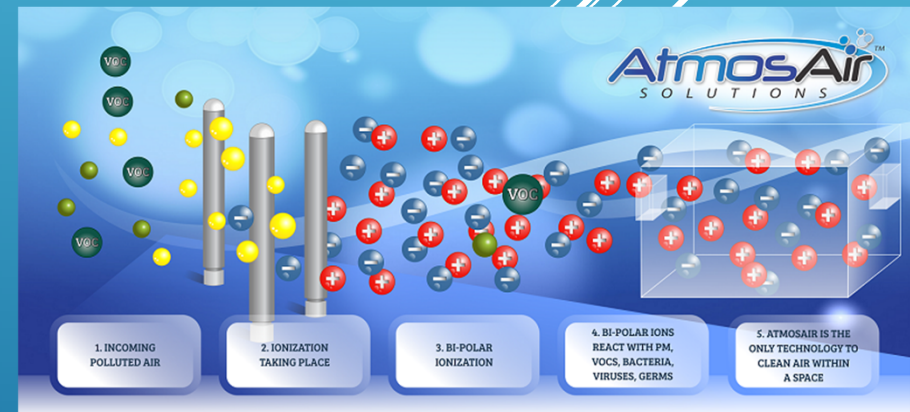 VOC
VOC
VOC
VOC
VOC
AtmosAir™
SOLUTIONS
1. INCOMING
POLLUTED AIR
2. IONIZATION
TAKING PLACE
3. BI-POLAR
IONIZATION
4. BI-POLAR IONS
REACT WITH PM,
VOCS, BACTERIA,
VIRUSES, GERMS
5. ATMOSAIR IS THE
ONLY TECHNOLOGY TO
CLEAN AIR WITHIN
A SPACE